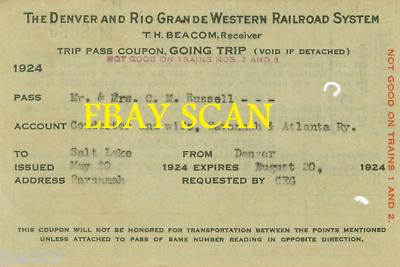 THE DENVER AND RIO GRANDE WESTERN RAILROAD SYSTEM
T. H. BEACOM, Receiver
TRIP PASS COUPON, GOING TRIP (VOID IF DETACHED)
NOT GOOD ON TRAINS NOS. 7 AND 8
1924
PASS Mr. & Mrs. C. M. Russell - - -
ACCOUNT Conductor and wife, Savannah & Atlanta Ry.
EBAY SCAN
TO Salt Lake FROM Denver
ISSUED May 20 1924 EXPIRES August 20, 1924
ADDRESS Savannah REQUESTED BY CEG
THIS COUPON WILL NOT BE HONORED FOR TRANSPORTATION BETWEEN THE POINTS MENTIONED
UNLESS ATTACHED TO PASS OF SAME NUMBER READING IN OPPOSITE DIRECTION.
NOT GOOD ON TRAINS 1 AND 2.